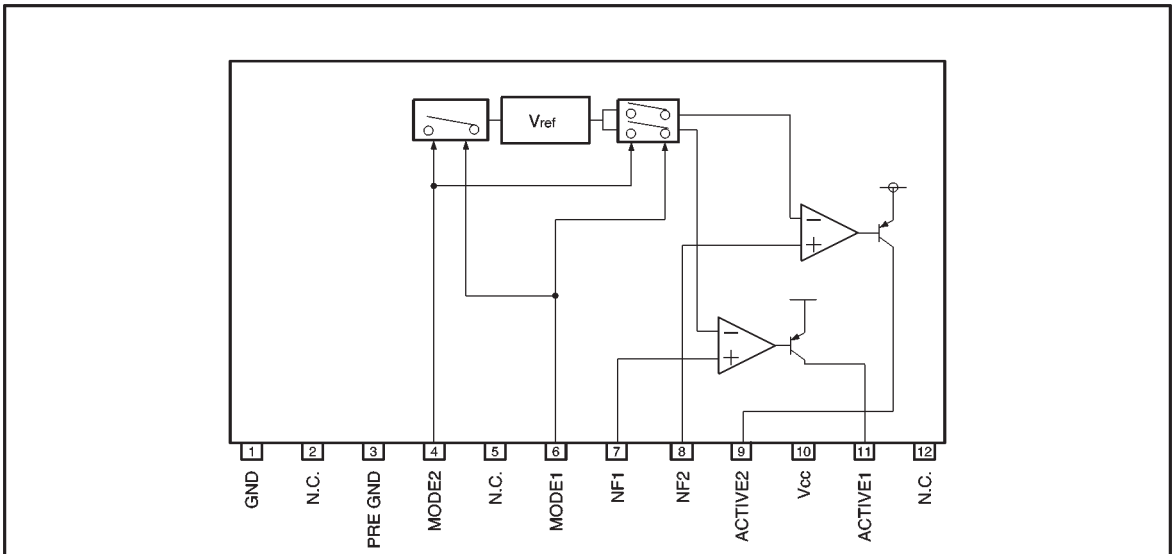 Vref
−
+
−
+
1
2
3
4
5
6
7
8
9
10
11
12
GND
N.C.
PRE GND
MODE2
N.C.
MODE1
NF1
NF2
ACTIVE2
Vcc
ACTIVE1
N.C.